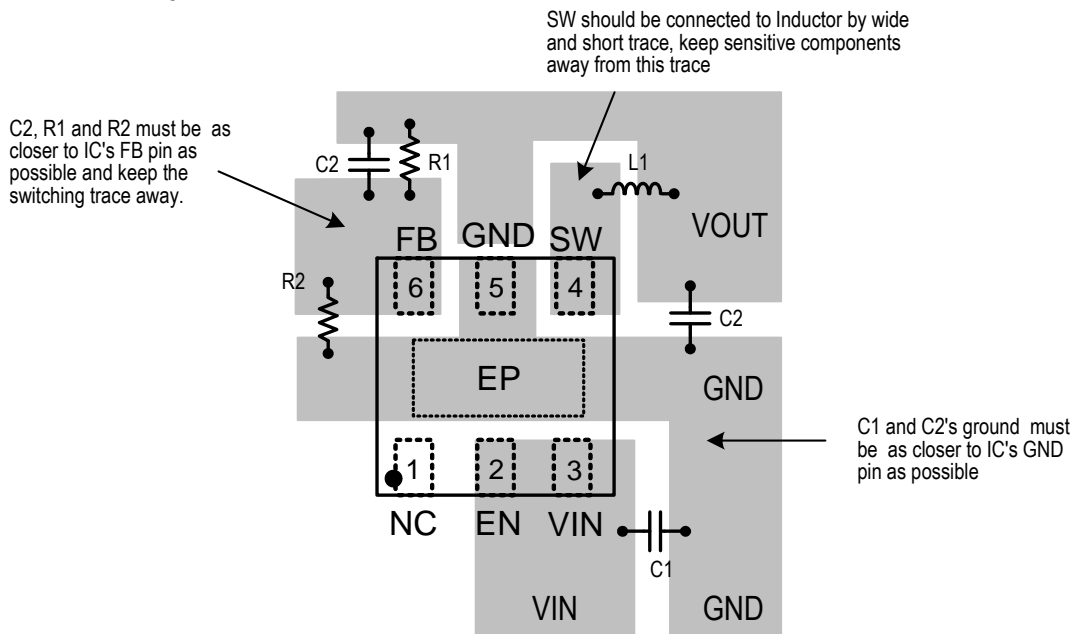 SW should be connected to Inductor by wide
and short trace, keep sensitive components
away from this trace
C2, R1 and R2 must be as
closer to IC's FB pin as
possible and keep the
switching trace away.
C2
R1
L1
VOUT
FB
GND
SW
R2
6
5
4
C2
EP
GND
C1 and C2's ground must
be as closer to IC's GND
pin as possible
1
2
3
NC
EN
VIN
C1
VIN
GND